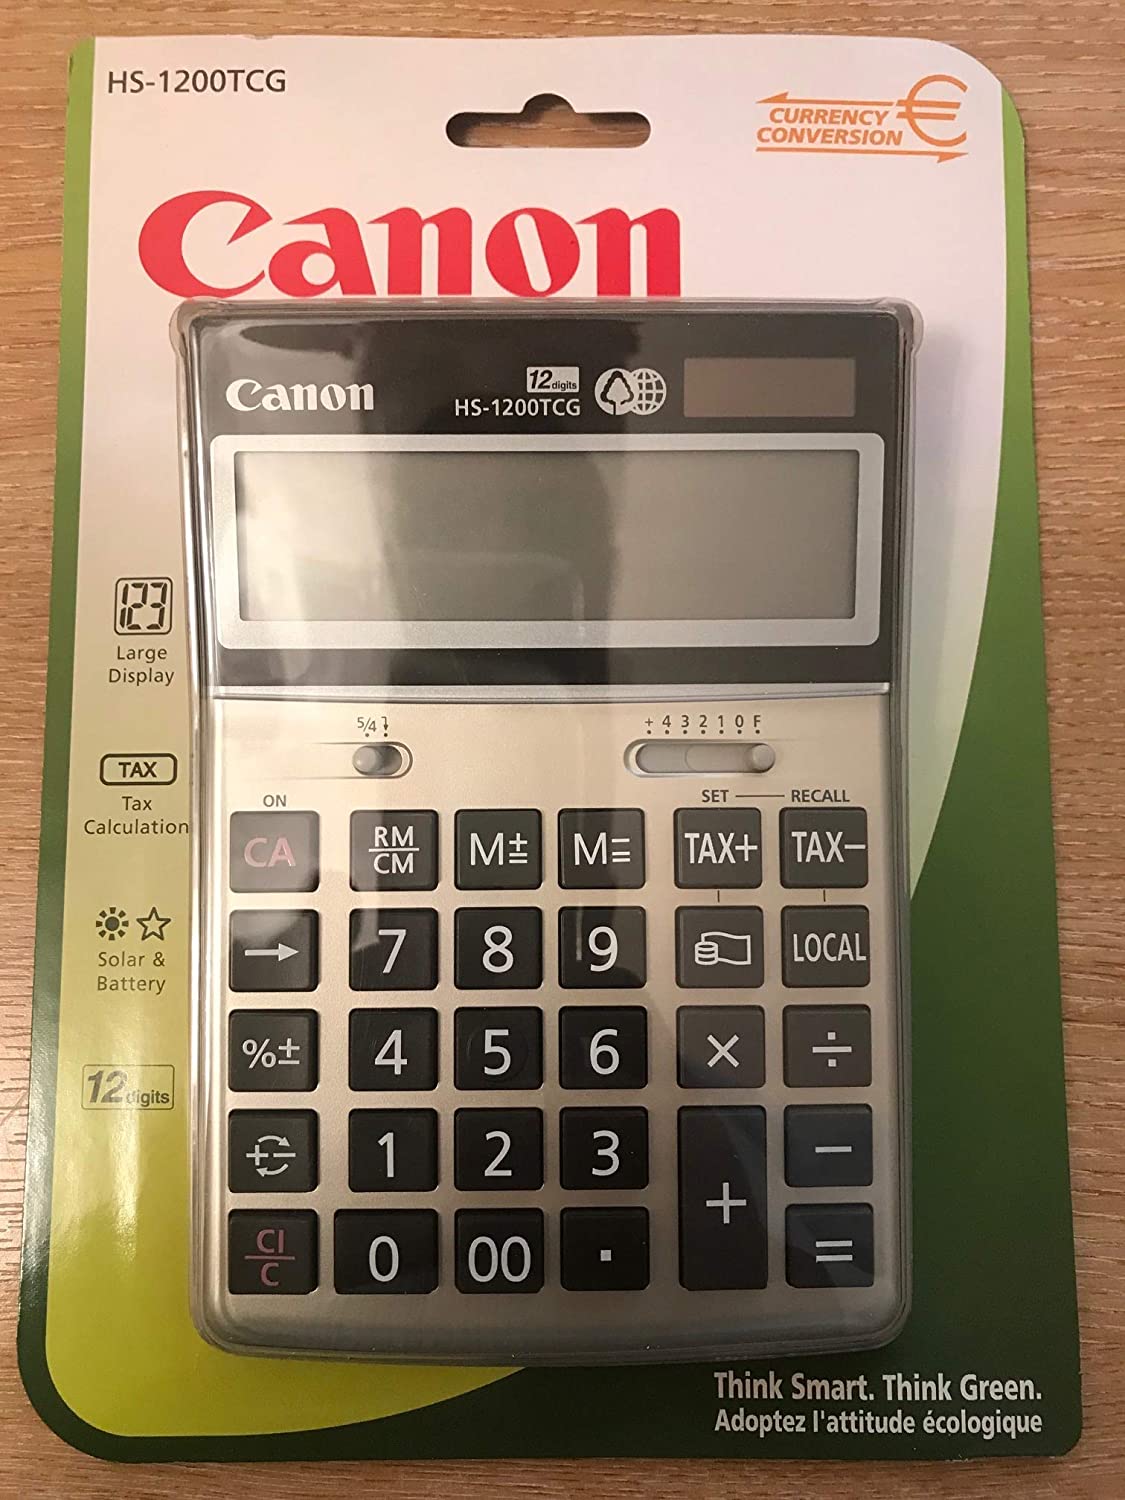 HS-1200TCG
CURRENCY
CONVERSION €
Canon
Canon
12 digits
HS-1200TCG
123
Large
Display
5/4
+ 4 3 2 1 0 F
TAX
Tax
Calculation
ON
SET RECALL
CA RM/CM M± M= TAX+ TAX−
→ 7 8 9 LOCAL
Solar &
Battery
%± 4 5 6 × ÷
12 digits
+− 1 2 3 + −
CI/C 0 00 . =
Think Smart. Think Green.
Adoptez l'attitude écologique